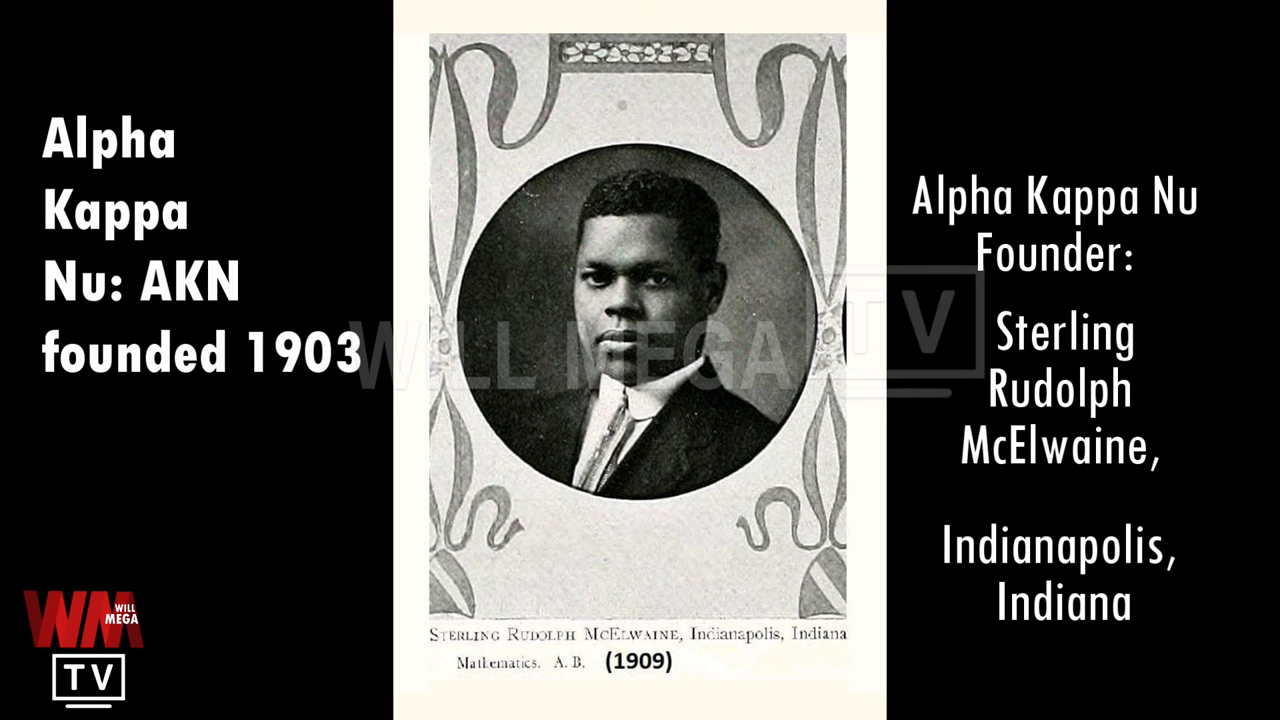 Alpha
Kappa
Nu: AKN
founded 1903
WILL MEGA
TV
Alpha Kappa Nu
Founder:
Sterling
Rudolph
McElwaine,
Indianapolis,
Indiana
STERLING RUDOLPH MCELWAINE, Indianapolis, Indiana
Mathematics. A. B. (1909)
WM
WILL
MEGA
TV